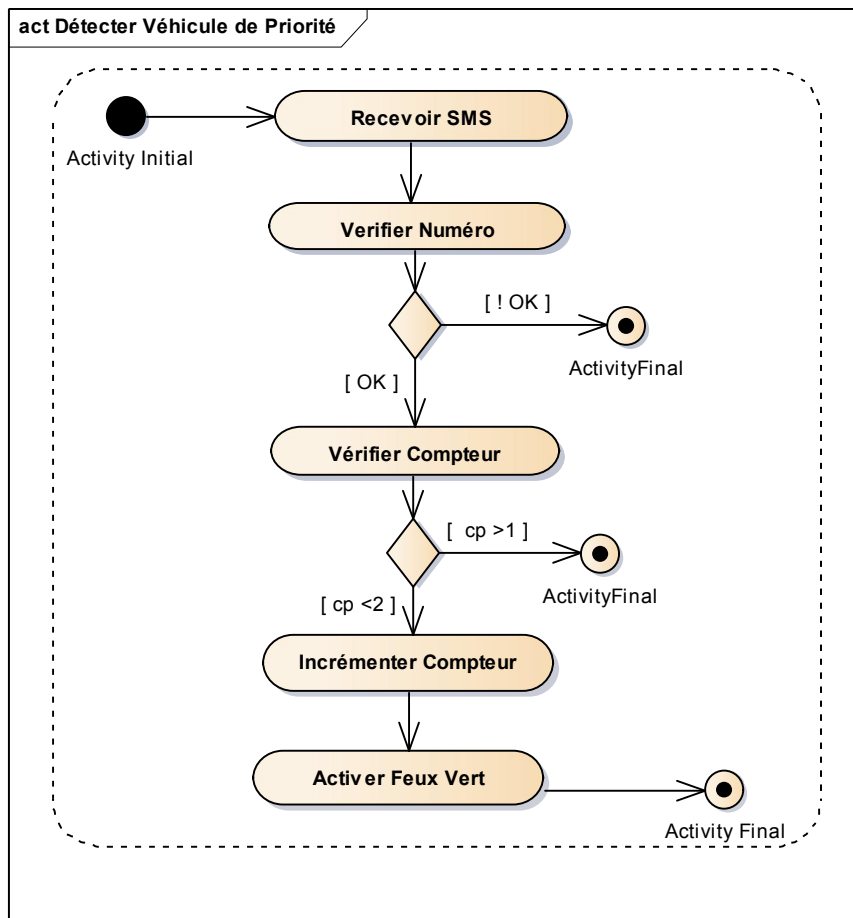 act Détecter Véhicule de Priorité
Recevoir SMS
Activity Initial
Verifier Numéro
[ ! OK ]
ActivityFinal
[ OK ]
Vérifier Compteur
[ cp >1 ]
ActivityFinal
[ cp <2 ]
Incrémenter Compteur
Activer Feux Vert
Activity Final